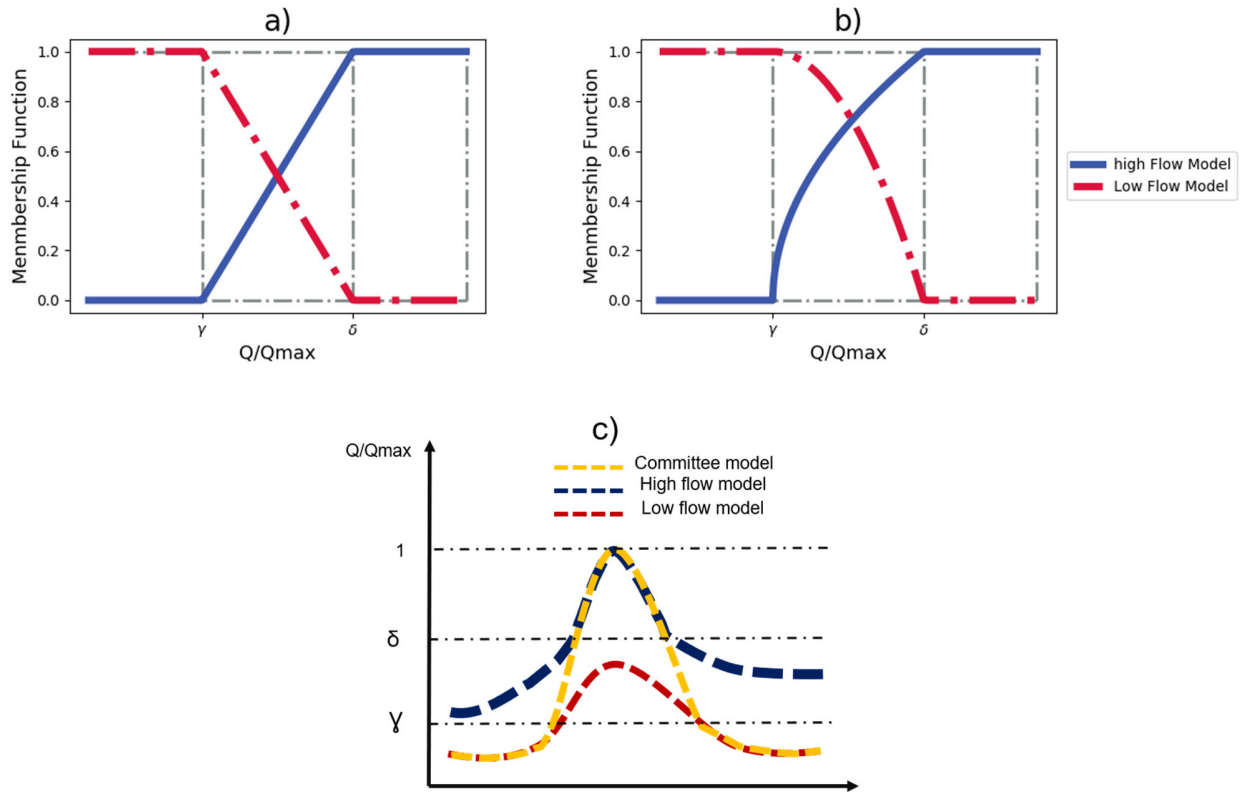 a)
1.0
0.8
0.6
0.4
0.2
0.0
Menmbership Function
γ
δ
Q/Qmax
b)
1.0
0.8
0.6
0.4
0.2
0.0
Menmbership Function
γ
δ
Q/Qmax
high Flow Model
Low Flow Model
c)
Q/Qmax
Committee model
High flow model
Low flow model
1
δ
Ɣ